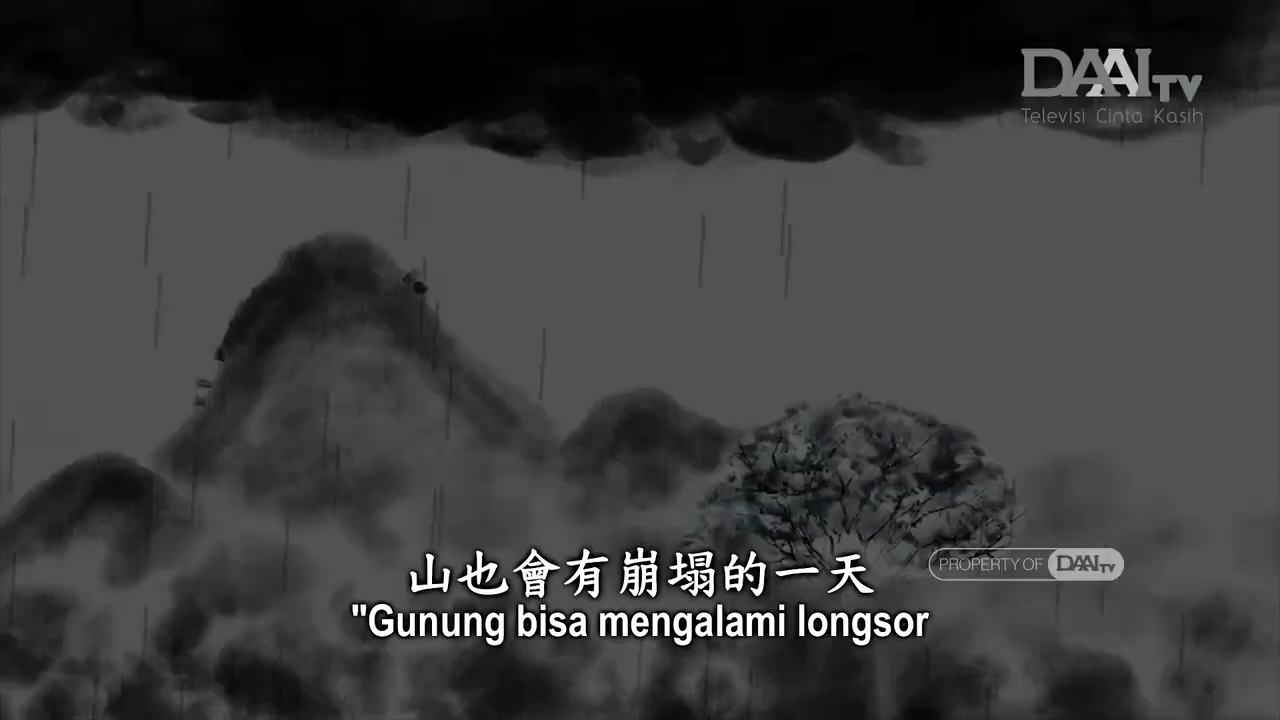 DAAI TV
Televisi Cinta Kasih
山也會有崩塌的一天
PROPERTY OF DAAI TV
"Gunung bisa mengalami longsor